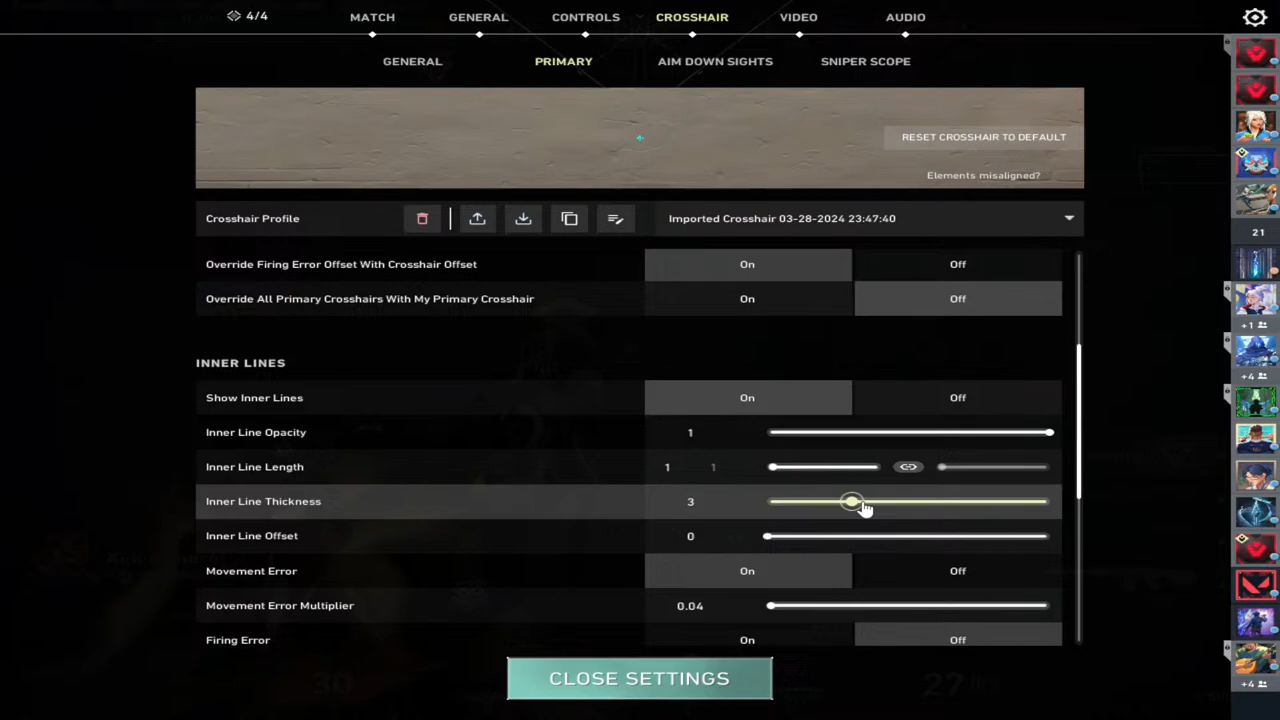 4/4 MATCH GENERAL CONTROLS CROSSHAIR VIDEO AUDIO
GENERAL PRIMARY AIM DOWN SIGHTS SNIPER SCOPE
RESET CROSSHAIR TO DEFAULT
Elements misaligned?
Crosshair Profile Imported Crosshair 03-28-2024 23:47:40
Override Firing Error Offset With Crosshair Offset On Off
Override All Primary Crosshairs With My Primary Crosshair On Off
INNER LINES
Show Inner Lines On Off
Inner Line Opacity 1
Inner Line Length 1 1
Inner Line Thickness 3
Inner Line Offset 0
Movement Error On Off
Movement Error Multiplier 0.04
Firing Error On Off
CLOSE SETTINGS
30 27
21
+1
+4
+4